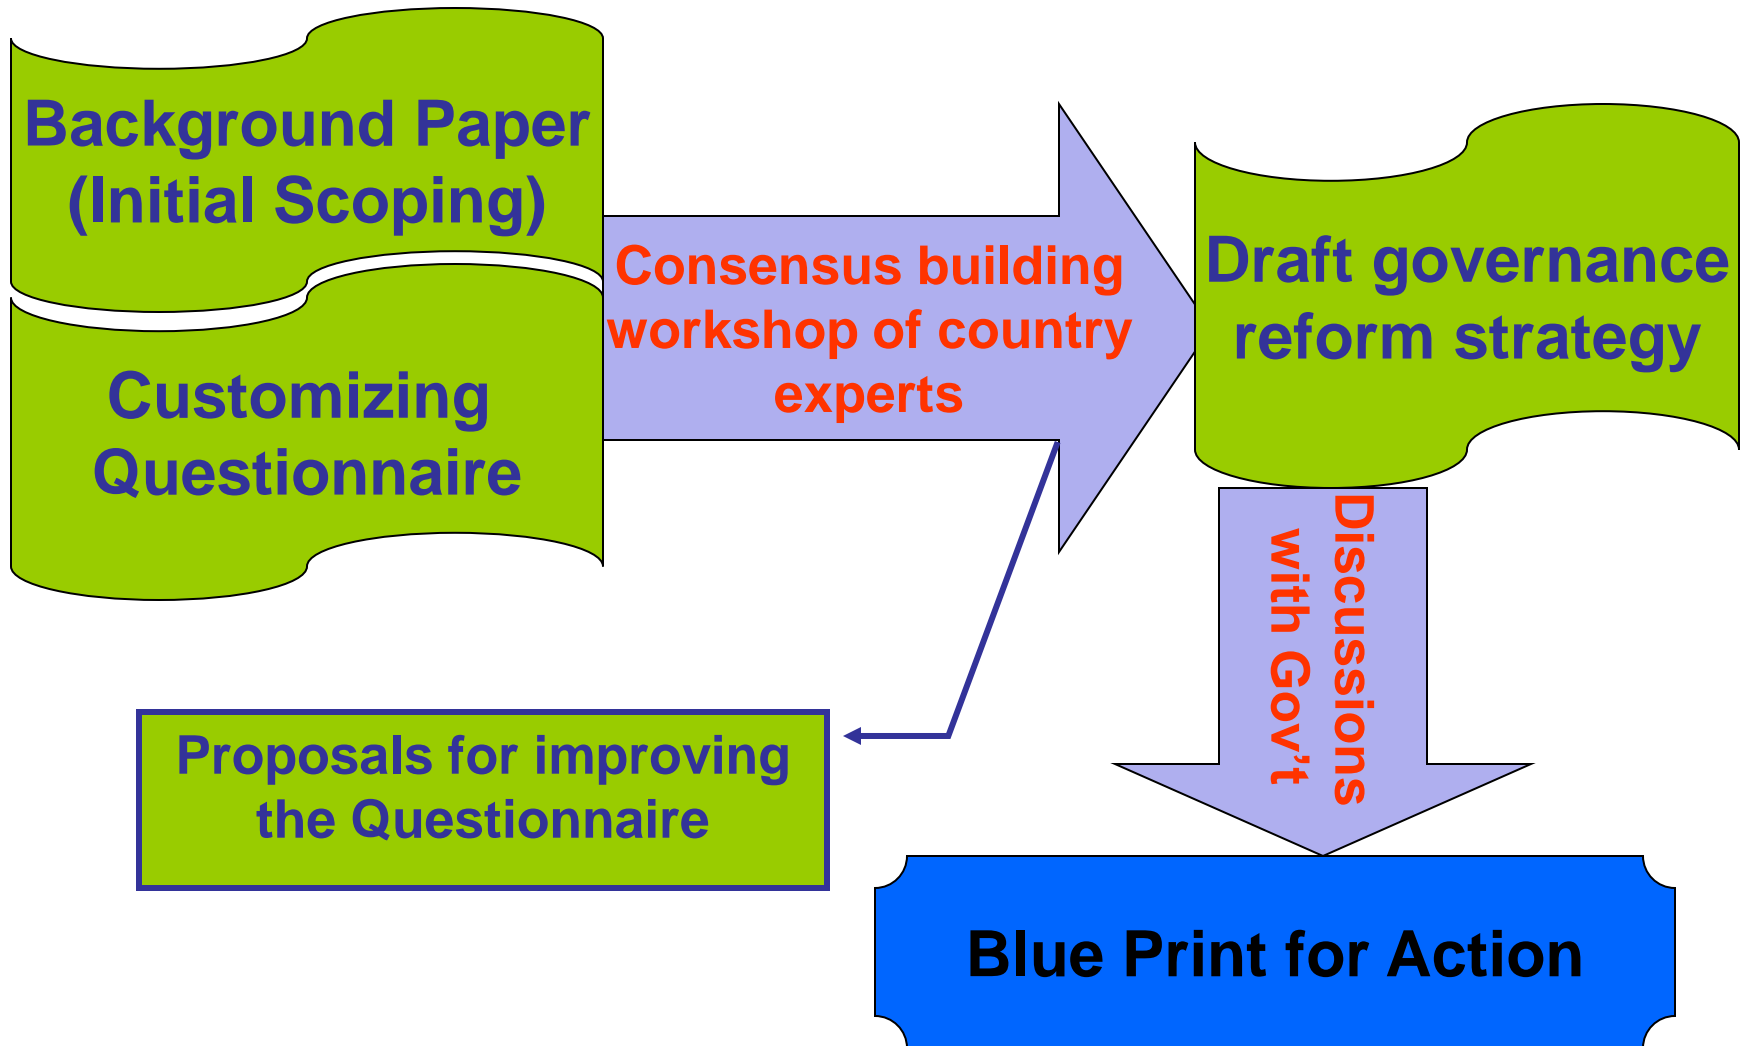 Background Paper
(Initial Scoping)
Customizing
Questionnaire
Consensus building
workshop of country
experts
Draft governance
reform strategy
Discussions
with Gov't
Proposals for improving
the Questionnaire
Blue Print for Action